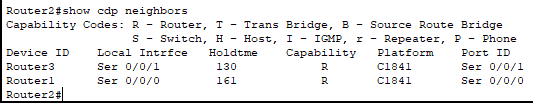 Router2#show cdp neighbors
Capability Codes: R - Router, T - Trans Bridge, B - Source Route Bridge
S - Switch, H - Host, I - IGMP, r - Repeater, P - Phone
Device ID Local Intrfce Holdtme Capability Platform Port ID
Router3 Ser 0/0/1 130 R C1841 Ser 0/0/1
Router1 Ser 0/0/0 161 R C1841 Ser 0/0/0
Router2#